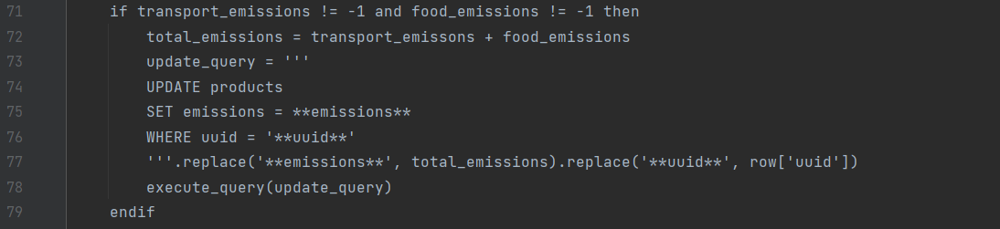 71 if transport_emissions != -1 and food_emissions != -1 then
72 total_emissions = transport_emissons + food_emissions
73 update_query = '''
74 UPDATE products
75 SET emissions = **emissions**
76 WHERE uuid = '**uuid**'
77 '''.replace('**emissions**', total_emissions).replace('**uuid**', row['uuid'])
78 execute_query(update_query)
79 endif